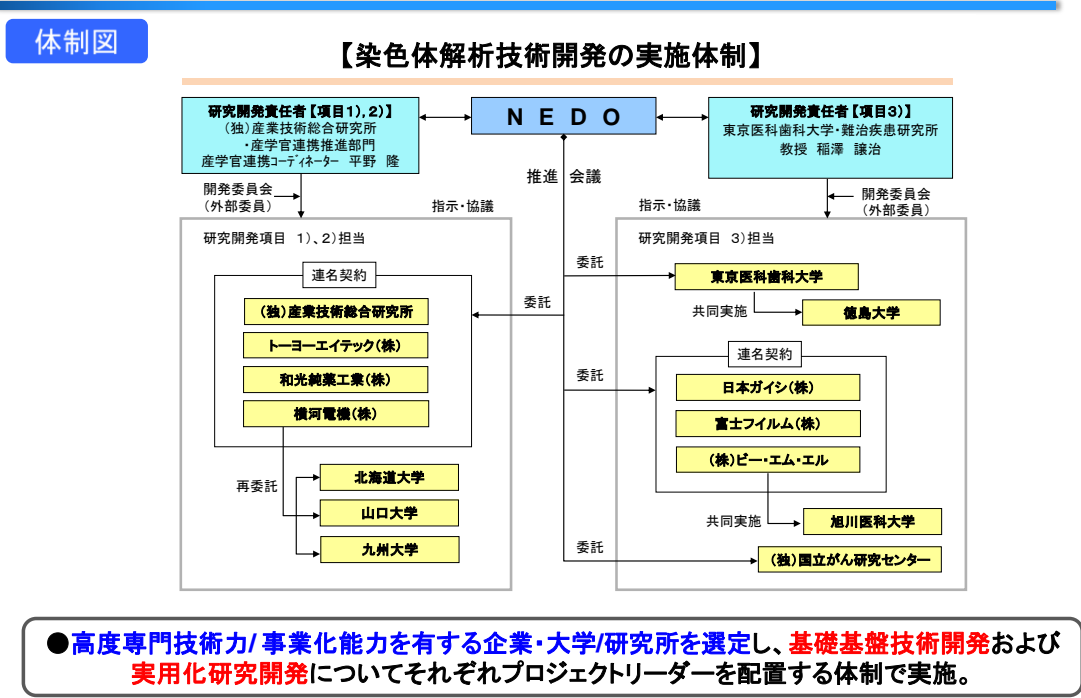 体制図
【染色体解析技術開発の実施体制】
研究開発責任者【項目1),2)】
(独)産業技術総合研究所
・産学官連携推進部門
産学官連携コーディネーター 平野 隆
NEDO
研究開発責任者【項目3)】
東京医科歯科大学・難治疾患研究所
教授 稲澤 譲治
推進 会議
開発委員会
(外部委員)
指示・協議
指示・協議
開発委員会
(外部委員)
研究開発項目 1)、2)担当
連名契約
(独)産業技術総合研究所
トーヨーエイテック(株)
和光純薬工業(株)
横河電機(株)
再委託
北海道大学
山口大学
九州大学
委託
研究開発項目 3)担当
委託
東京医科歯科大学
共同実施
徳島大学
連名契約
委託
日本ガイシ(株)
富士フイルム(株)
(株)ビー・エム・エル
共同実施
旭川医科大学
委託
(独)国立がん研究センター
●高度専門技術力/事業化能力を有する企業・大学/研究所を選定し、基礎基盤技術開発および
実用化研究開発についてそれぞれプロジェクトリーダーを配置する体制で実施。